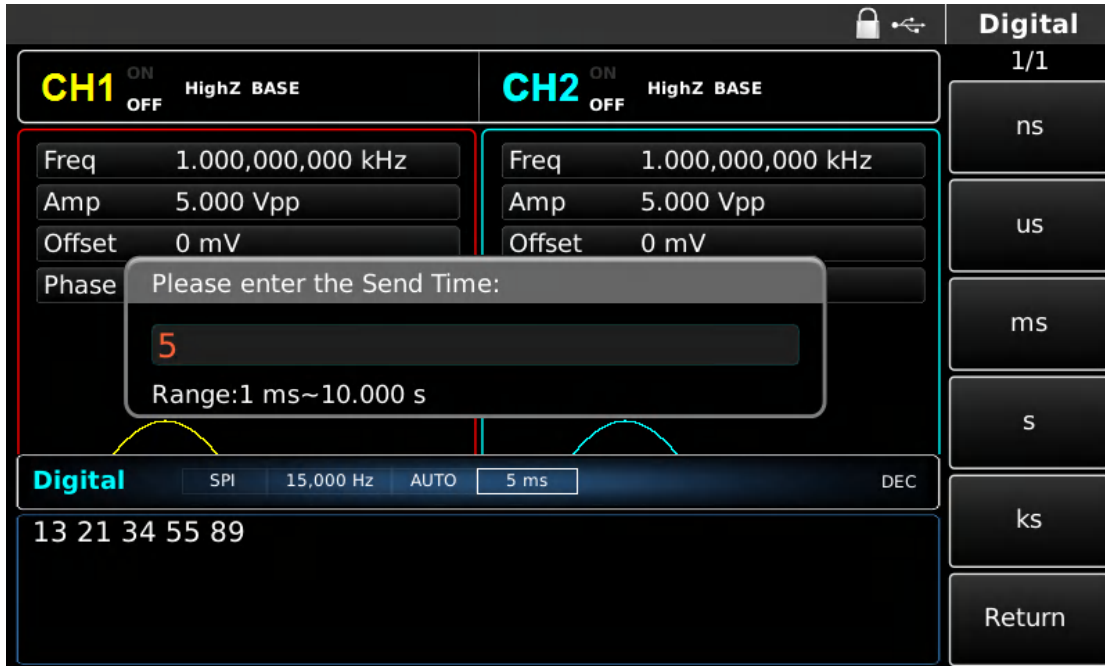 Digital
1/1
CH1 ON OFF HighZ BASE
CH2 ON OFF HighZ BASE
Freq 1.000,000,000 kHz
Amp 5.000 Vpp
Offset 0 mV
Phase
Freq 1.000,000,000 kHz
Amp 5.000 Vpp
Offset 0 mV
Please enter the Send Time:
5
Range:1 ms~10.000 s
Digital SPI 15,000 Hz AUTO 5 ms DEC
13 21 34 55 89
ns
us
ms
s
ks
Return